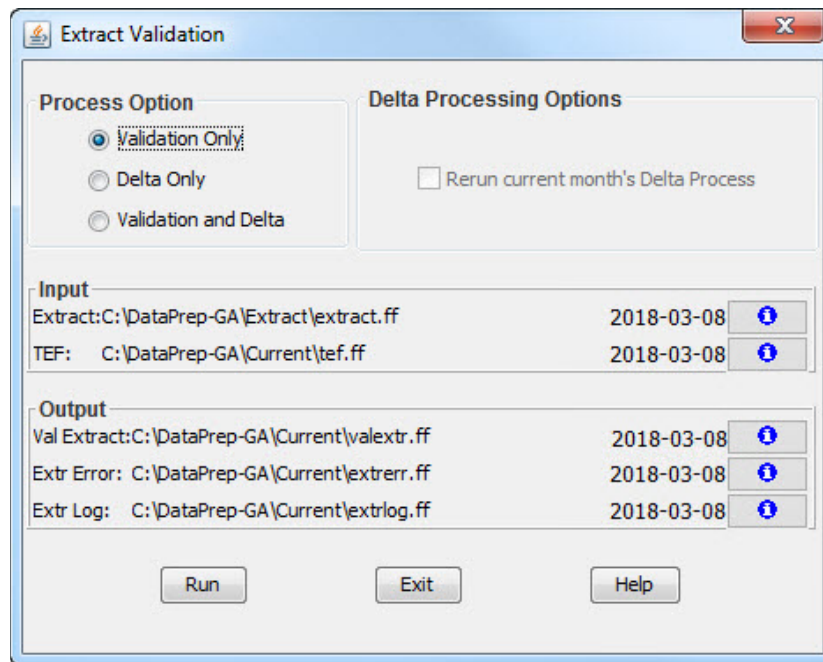 Extract Validation
Process Option
Validation Only
Delta Only
Validation and Delta
Delta Processing Options
Rerun current month's Delta Process
Input
Extract:C:\DataPrep-GA\Extract\extract.ff 2018-03-08
TEF: C:\DataPrep-GA\Current\tef.ff 2018-03-08
Output
Val Extract:C:\DataPrep-GA\Current\valextr.ff 2018-03-08
Extr Error: C:\DataPrep-GA\Current\extrerr.ff 2018-03-08
Extr Log: C:\DataPrep-GA\Current\extrlog.ff 2018-03-08
Run Exit Help